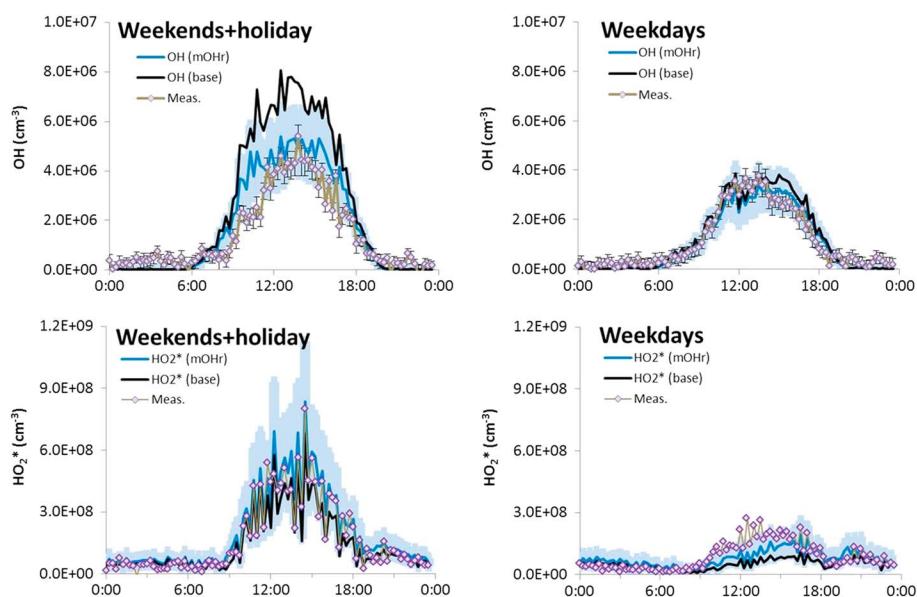 Weekends+holiday
OH (mOHr)
OH (base)
Meas.
OH (cm-3)
1.0E+07
8.0E+06
6.0E+06
4.0E+06
2.0E+06
0.0E+00
0:00 6:00 12:00 18:00 0:00
Weekdays
OH (mOHr)
OH (base)
Meas.
OH (cm-3)
1.0E+07
8.0E+06
6.0E+06
4.0E+06
2.0E+06
0.0E+00
0:00 6:00 12:00 18:00 0:00
Weekends+holiday
HO2* (mOHr)
HO2* (base)
Meas.
HO2* (cm-3)
1.2E+09
9.0E+08
6.0E+08
3.0E+08
0.0E+00
0:00 6:00 12:00 18:00 0:00
Weekdays
HO2* (mOHr)
HO2* (base)
Meas.
HO2* (cm-3)
1.2E+09
9.0E+08
6.0E+08
3.0E+08
0.0E+00
0:00 6:00 12:00 18:00 0:00